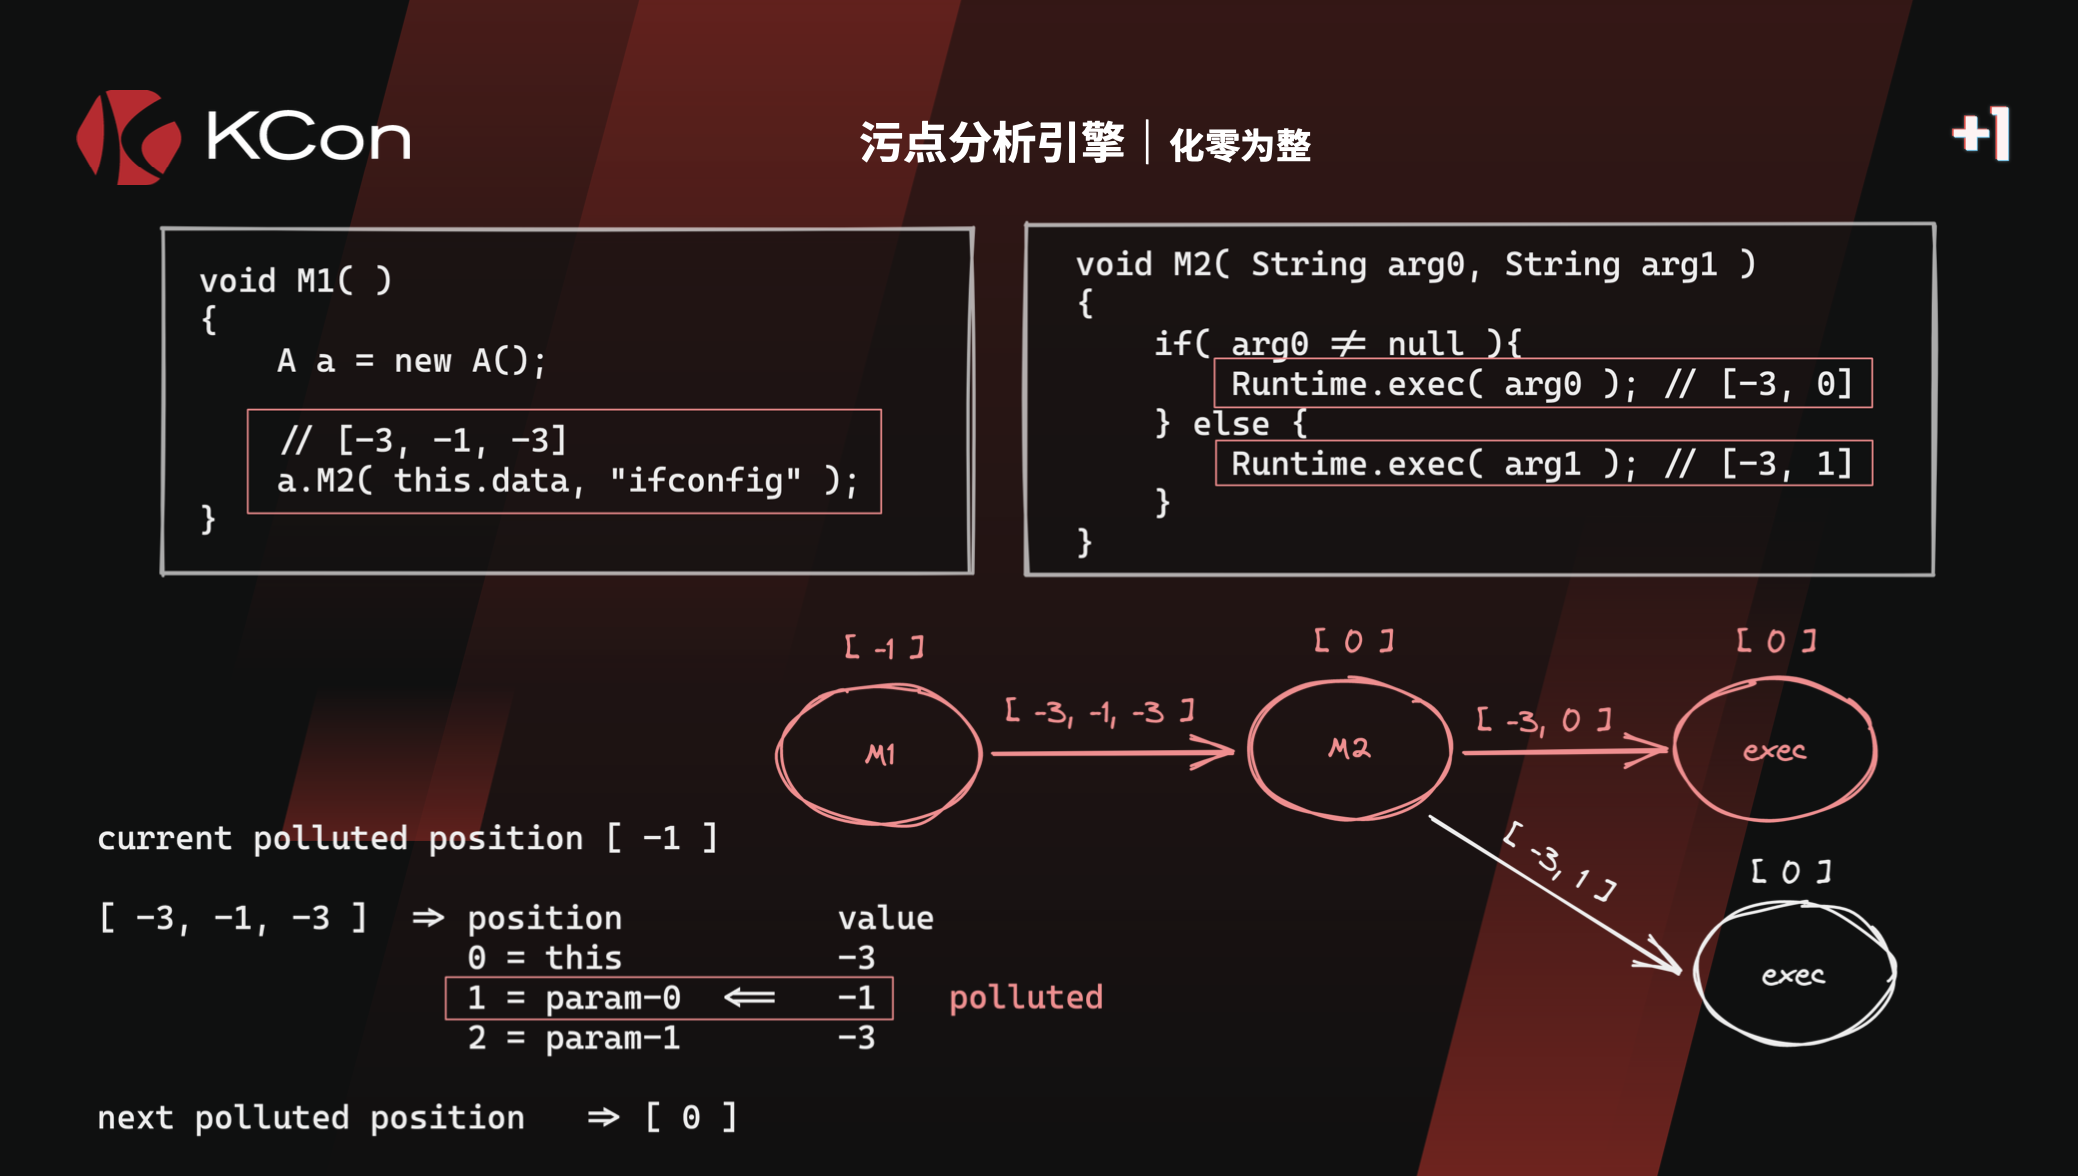 KCon
污点分析引擎｜化零为整
+1
void M1( )
{
A a = new A();
// [-3, -1, -3]
a.M2( this.data, "ifconfig" );
}
void M2( String arg0, String arg1 )
{
if( arg0 ≠ null ){
Runtime.exec( arg0 ); // [-3, 0]
} else {
Runtime.exec( arg1 ); // [-3, 1]
}
}
[ -1 ]
[ 0 ]
[ 0 ]
[ -3, -1, -3 ]
[ -3, 0 ]
M1
M2
exec
[ -3, 1 ]
[ 0 ]
exec
current polluted position [ -1 ]
[ -3, -1, -3 ] ⇒ position value
0 = this -3
1 = param-0 ⇐ -1 polluted
2 = param-1 -3
next polluted position ⇒ [ 0 ]